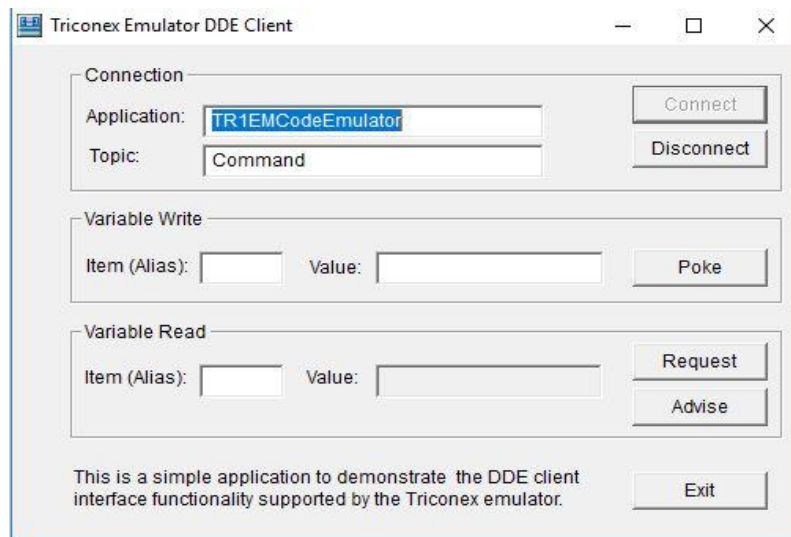 Triconex Emulator DDE Client
Connection
Application: TR1EMCodeEmulator
Connect
Topic: Command
Disconnect
Variable Write
Item (Alias): Value: Poke
Variable Read
Item (Alias): Value: Request
Advise
This is a simple application to demonstrate the DDE client
interface functionality supported by the Triconex emulator.
Exit